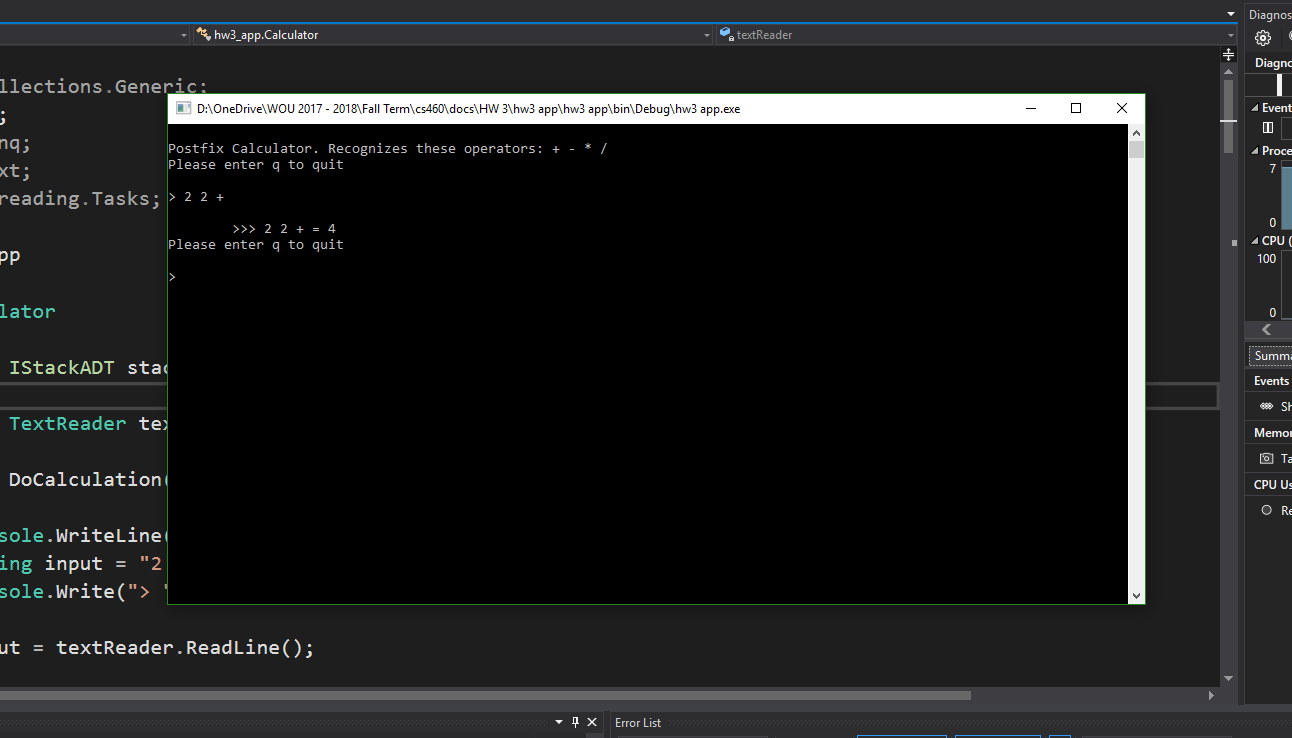 Diagnos
hw3_app.Calculator
textReader
llections.Generic;
;
nq;
xt;
reading.Tasks;
pp
lator
IStackADT stac
TextReader tex
DoCalculation(
sole.WriteLine(
ing input = "2
sole.Write("> "
ut = textReader.ReadLine();
D:\OneDrive\WOU 2017 - 2018\Fall Term\cs460\docs\HW 3\hw3 app\hw3 app\bin\Debug\hw3 app.exe
Postfix Calculator. Recognizes these operators: + - * /
Please enter q to quit
> 2 2 +
>>> 2 2 + = 4
Please enter q to quit
>
Diagno
Event
Proce
7
0
CPU (
100
0
Summa
Events
Sh
Memor
Ta
CPU Us
Re
Error List